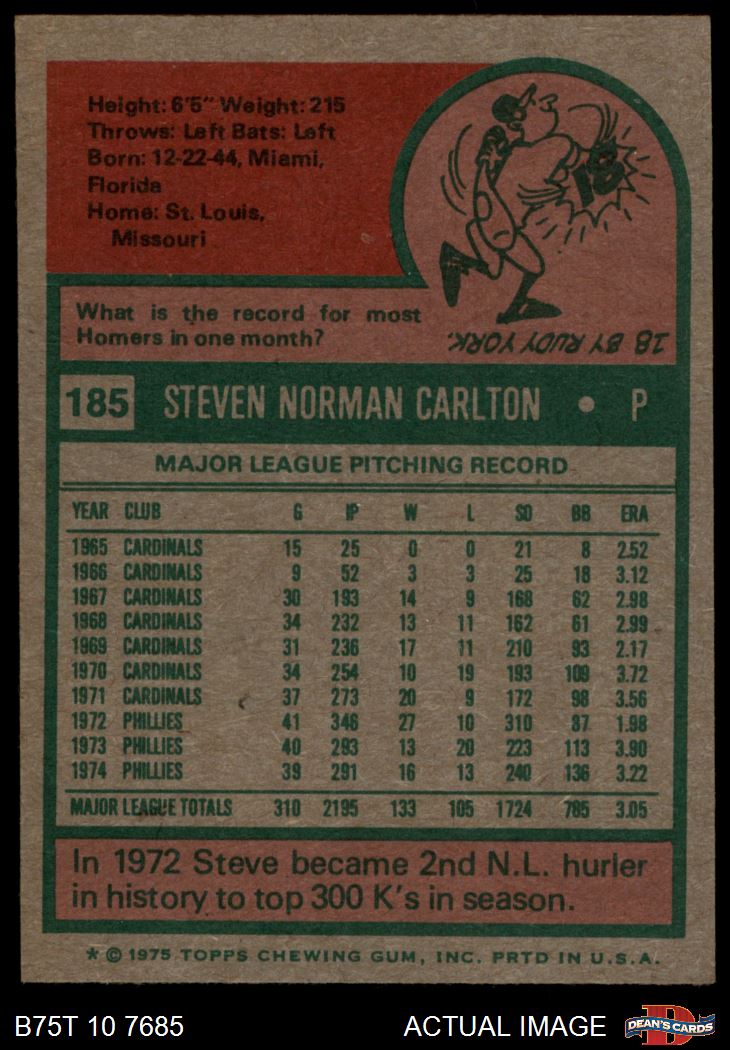 Height: 6'5" Weight: 215
Throws: Left Bats: Left
Born: 12-22-44, Miami,
Florida
Home: St. Louis,
Missouri
18
What is the record for most
Homers in one month?
18 BY RUDY YORK.
185 STEVEN NORMAN CARLTON • P
MAJOR LEAGUE PITCHING RECORD
YEAR CLUB G IP W L SO BB ERA
1965 CARDINALS 15 25 0 0 21 8 2.52
1966 CARDINALS 9 52 3 3 25 18 3.12
1967 CARDINALS 30 193 14 9 168 62 2.98
1968 CARDINALS 34 232 13 11 162 61 2.99
1969 CARDINALS 31 236 17 11 210 93 2.17
1970 CARDINALS 34 254 10 19 193 109 3.72
1971 CARDINALS 37 273 20 9 172 98 3.56
1972 PHILLIES 41 346 27 10 310 87 1.98
1973 PHILLIES 40 293 13 20 223 113 3.90
1974 PHILLIES 39 291 16 13 240 136 3.22
MAJOR LEAGUE TOTALS 310 2195 133 105 1724 785 3.05
In 1972 Steve became 2nd N.L. hurler
in history to top 300 K's in season.
* © 1975 TOPPS CHEWING GUM, INC. PRTD IN U.S.A.
B75T 10 7685 ACTUAL IMAGE D DEAN'S CARDS